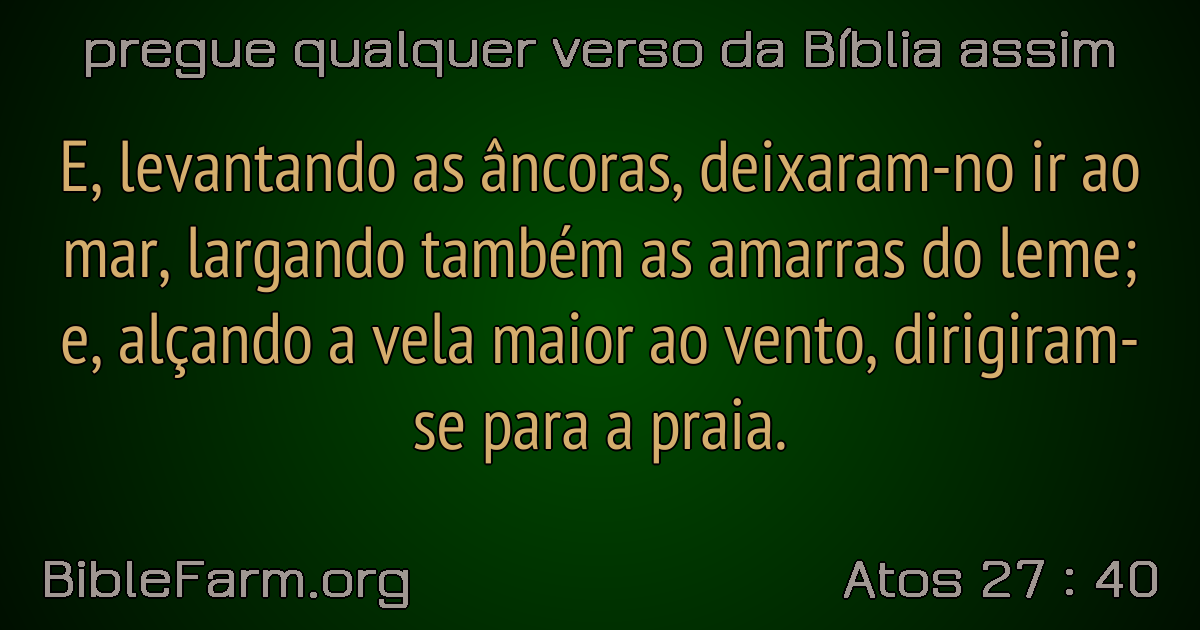 pregue qualquer verso da Bíblia assim
E, levantando as âncoras, deixaram-no ir ao
mar, largando também as amarras do leme;
e, alçando a vela maior ao vento, dirigiram-
se para a praia.
BibleFarm.org
Atos 27 : 40